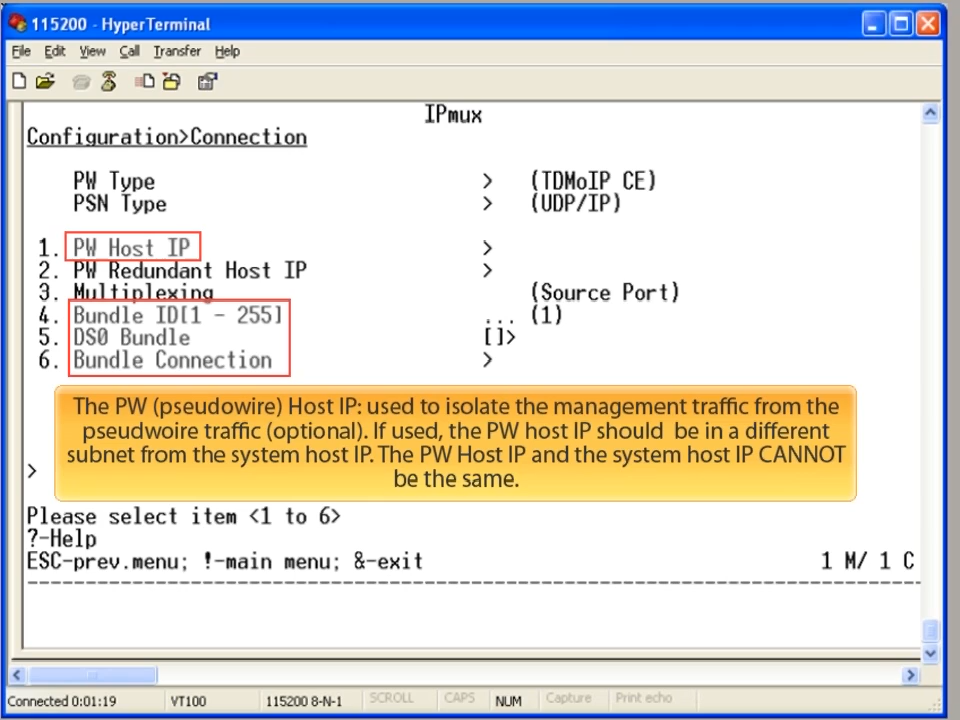 115200 - HyperTerminal
File Edit View Call Transfer Help
IPmux
Configuration>Connection
PW Type > (TDMoIP CE)
PSN Type > (UDP/IP)
1. PW Host IP >
2. PW Redundant Host IP >
3. Multiplexing (Source Port)
4. Bundle ID[1 - 255] ... (1)
5. DS0 Bundle []>
6. Bundle Connection >
The PW (pseudowire) Host IP: used to isolate the management traffic from the
pseudwoire traffic (optional). If used, the PW host IP should be in a different
subnet from the system host IP. The PW Host IP and the system host IP CANNOT
be the same.
>
Please select item <1 to 6>
?-Help
ESC-prev.menu; !-main menu; &-exit 1 M/ 1 C
Connected 0:01:19 VT100 115200 8-N-1 SCROLL CAPS NUM Capture Print echo